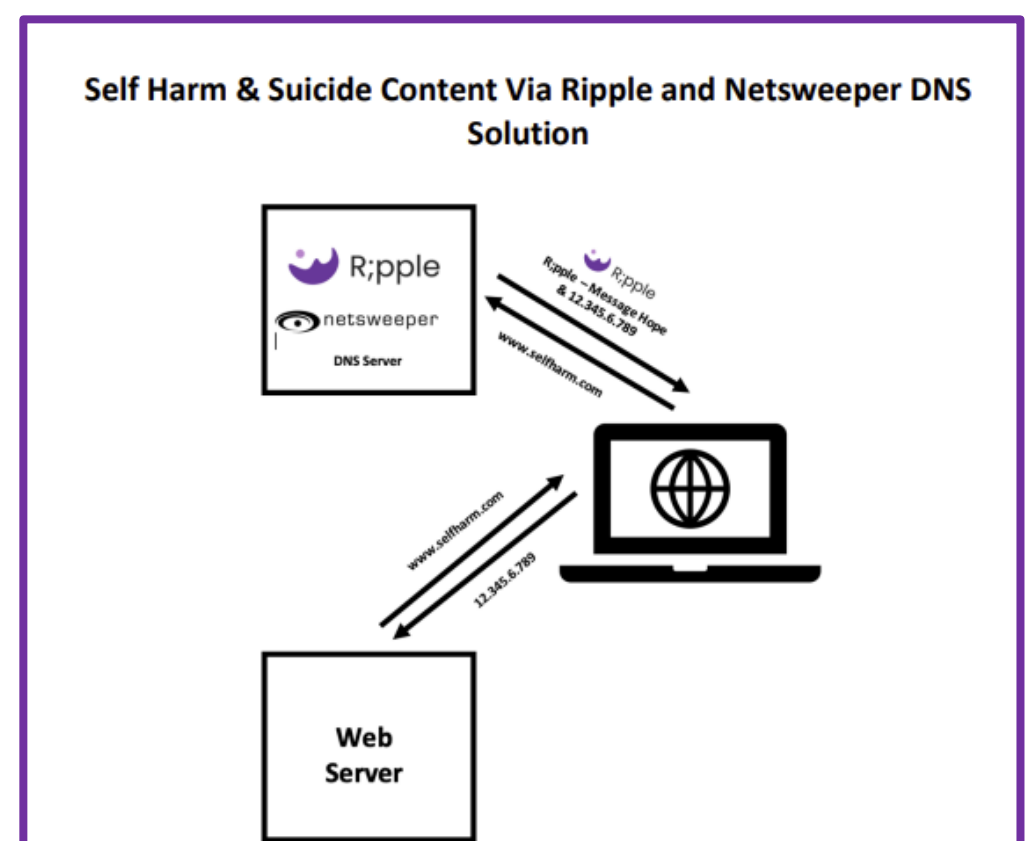 Self Harm & Suicide Content Via Ripple and Netsweeper DNS
Solution
R;pple
netsweeper
DNS Server
R;pple
R;pple – Message Hope
& 12.345.6.789
www.selfharm.com
www.selfharm.com
12.345.6.789
Web
Server